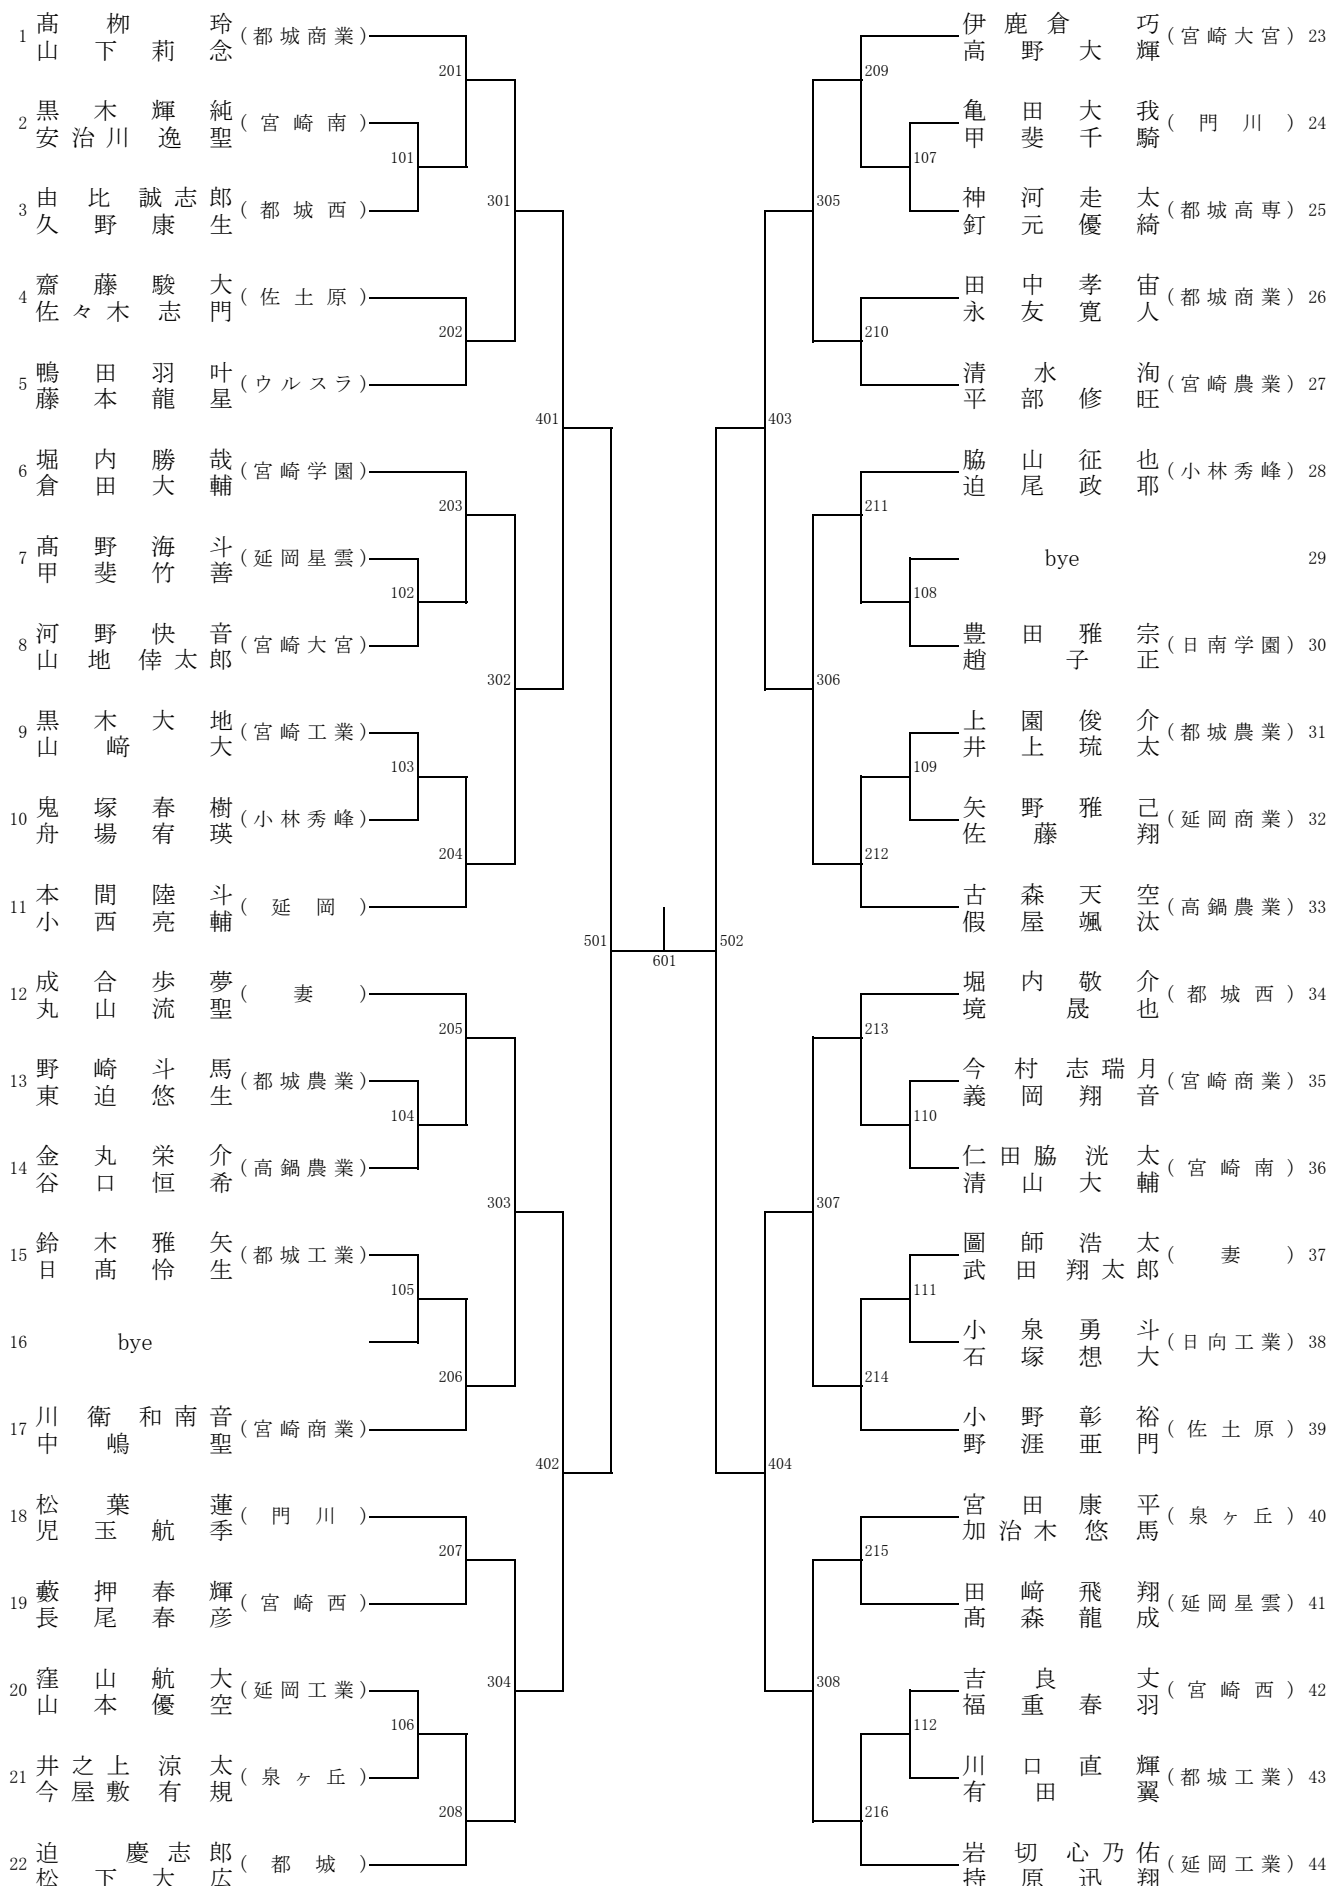 1 髙栁玲 (都城商業)
山下莉念
201
2 黒木輝純 (宮崎南)
安治川逸聖
101
3 由比誠志郎 (都城西)
久野康生
301
4 齋藤駿大 (佐土原)
佐々木志門
202
5 鴨田羽叶 (ウルスラ)
藤本龍星
401
6 堀内勝哉 (宮崎学園)
倉田大輔
203
7 髙野海斗 (延岡星雲)
甲斐竹善
102
8 河野快音 (宮崎大宮)
山地倖太郎
302
9 黒木大地 (宮崎工業)
山﨑大
103
10 鬼塚春樹 (小林秀峰)
舟場宥瑛
204
11 本間陸斗 (延岡)
小西亮輔
501
12 成合歩夢 (妻)
丸山流聖
205
13 野崎斗馬 (都城農業)
東迫悠生
104
14 金丸栄介 (高鍋農業)
谷口恒希
303
15 鈴木雅矢 (都城工業)
日髙怜生
105
16 bye
206
17 川衛和南音 (宮崎商業)
中嶋聖
402
18 松葉蓮 (門川)
児玉航季
207
19 藪押春輝 (宮崎西)
長尾春彦
304
20 窪山航大 (延岡工業)
山本優空
106
21 井之上涼太 (泉ヶ丘)
今屋敷有規
208
22 迫慶志郎 (都城)
松下大広
601
伊鹿倉巧 (宮崎大宮) 23
高野大輝
209
亀田大我 (門川) 24
甲斐千騎
107
神河走太 (都城高専) 25
釘元優綺
305
田中孝宙 (都城商業) 26
永友寛人
210
清水洵 (宮崎農業) 27
平部修旺
403
脇山征也 (小林秀峰) 28
迫尾政耶
211
bye 29
108
豊田雅宗 (日南学園) 30
趙子正
306
上園俊介 (都城農業) 31
井上琉太
109
矢野雅己 (延岡商業) 32
佐藤翔
212
古森天空 (高鍋農業) 33
假屋颯汰
502
堀内敬介 (都城西) 34
境晟也
213
今村志瑞月 (宮崎商業) 35
義岡翔音
110
仁田脇洸太 (宮崎南) 36
清山大輔
307
圖師浩太 (妻) 37
武田翔太郎
111
小泉勇斗 (日向工業) 38
石塚想大
214
小野彰裕 (佐土原) 39
野涯亜門
404
宮田康平 (泉ヶ丘) 40
加治木悠馬
215
田﨑飛翔 (延岡星雲) 41
髙森龍成
308
吉良丈 (宮崎西) 42
福重春羽
112
川口直輝 (都城工業) 43
有田翼
216
岩切心乃佑 (延岡工業) 44
持原迅翔